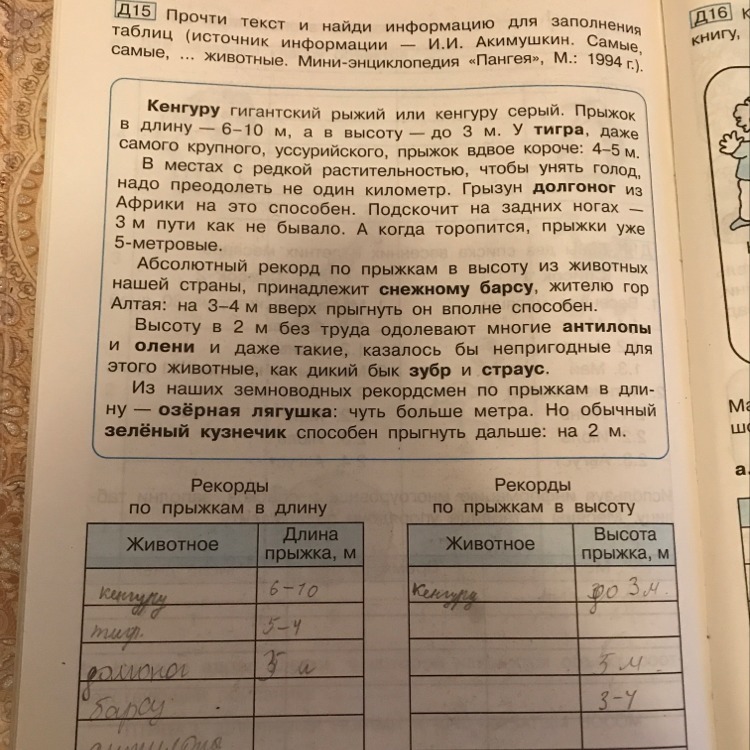 Д15 Прочти текст и найди информацию для заполнения
таблиц (источник информации — И.И. Акимушкин. Самые,
самые, ... животные. Мини-энциклопедия «Пангея», М.: 1994 г.).
Кенгуру гигантский рыжий или кенгуру серый. Прыжок
в длину — 6–10 м, а в высоту — до 3 м. У тигра, даже
самого крупного, уссурийского, прыжок вдвое короче: 4–5 м.
В местах с редкой растительностью, чтобы унять голод,
надо преодолеть не один километр. Грызун долгоног из
Африки на это способен. Подскочит на задних ногах —
3 м пути как не бывало. А когда торопится, прыжки уже
5-метровые.
Абсолютный рекорд по прыжкам в высоту из животных
нашей страны, принадлежит снежному барсу, жителю гор
Алтая: на 3–4 м вверх прыгнуть он вполне способен.
Высоту в 2 м без труда одолевают многие антилопы
и олени и даже такие, казалось бы непригодные для
этого животные, как дикий бык зубр и страус.
Из наших земноводных рекордсмен по прыжкам в дли-
ну — озёрная лягушка: чуть больше метра. Но обычный
зелёный кузнечик способен прыгнуть дальше: на 2 м.
Рекорды
по прыжкам в длину
Животное Длина
прыжка, м
кенгуру 6–10
тигр. 5–4
долгоног
барсу
Рекорды
по прыжкам в высоту
Животное Высота
прыжка, м
Кенгуру до 3 м.
5 м.
3–4
Д16 К
книгу,
Ма
шо
а.